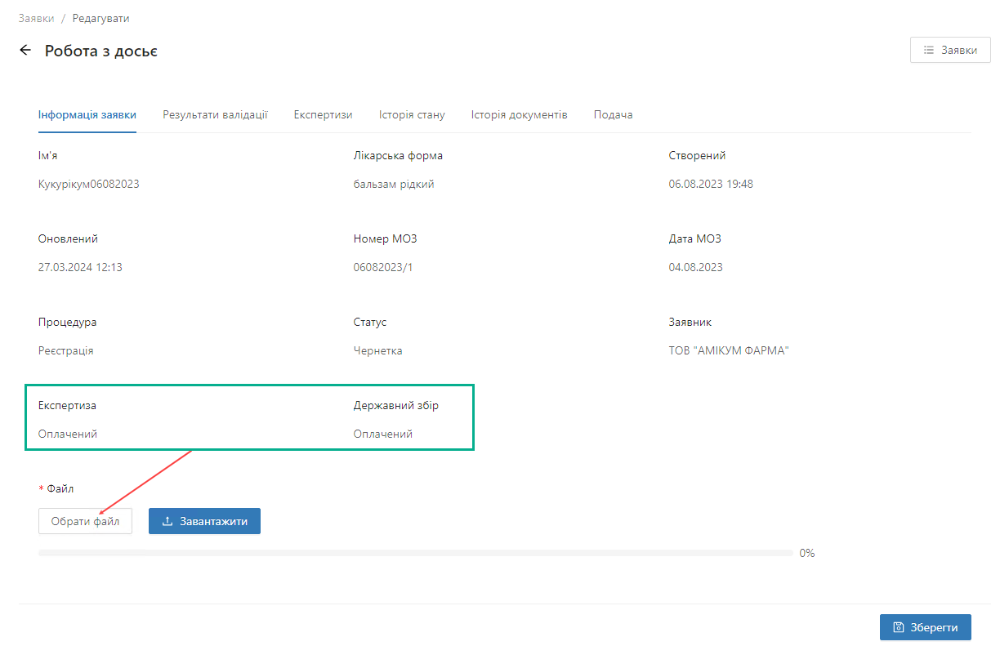 Заявки / Редагувати
Робота з досьє
Заявки
Інформація заявки Результати валідації Експертизи Історія стану Історія документів Подача
Ім'я Лікарська форма Створений
Кукурікум06082023 бальзам рідкий 06.08.2023 19:48
Оновлений Номер МОЗ Дата МОЗ
27.03.2024 12:13 06082023/1 04.08.2023
Процедура Статус Заявник
Реєстрація Чернетка ТОВ "АМІКУМ ФАРМА"
Експертиза Державний збір
Оплачений Оплачений
* Файл
Обрати файл Завантажити
0%
Зберегти